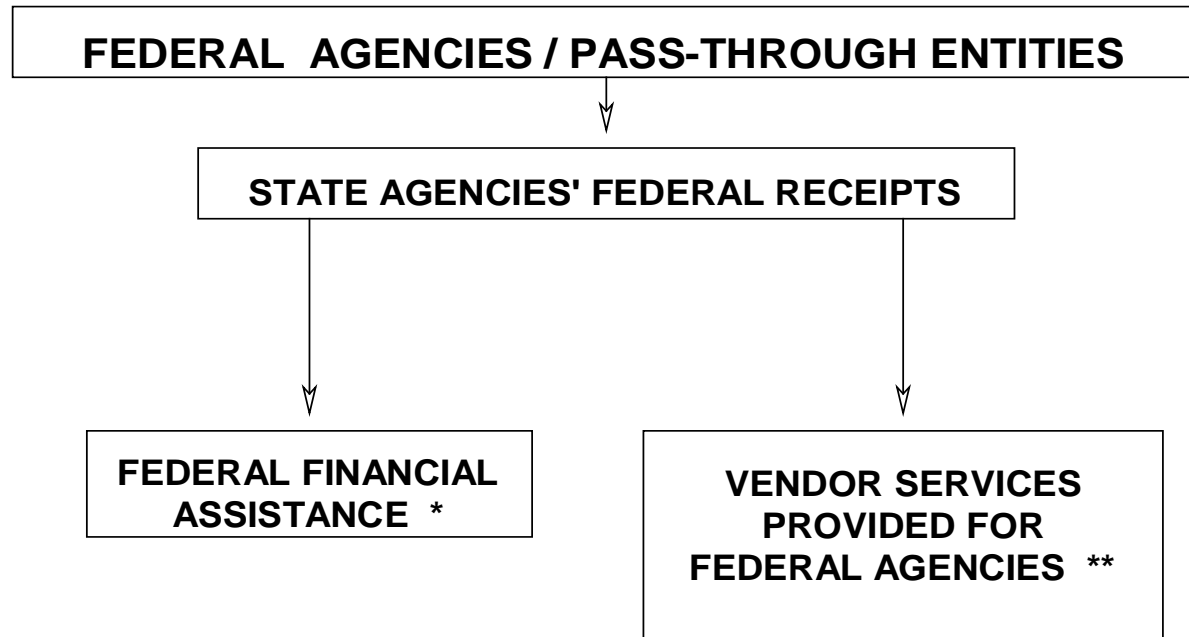 FEDERAL AGENCIES / PASS-THROUGH ENTITIES
STATE AGENCIES' FEDERAL RECEIPTS
FEDERAL FINANCIAL
ASSISTANCE *
VENDOR SERVICES
PROVIDED FOR
FEDERAL AGENCIES **